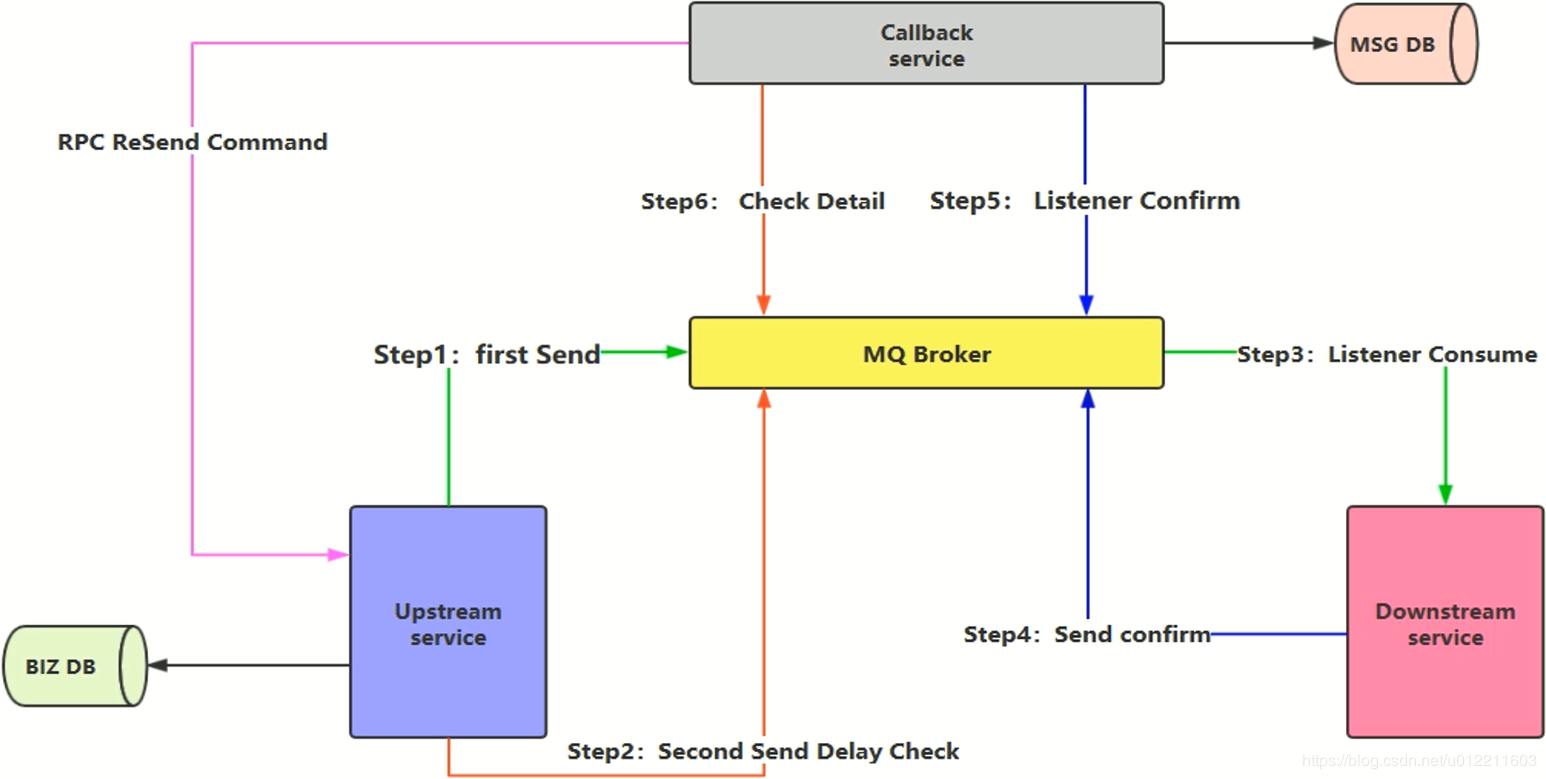 Callback
service
MSG DB
RPC ReSend Command
Step6： Check Detail
Step5： Listener Confirm
Step1：first Send
MQ Broker
Step3：Listener Consume
Upstream
service
Downstream
service
Step4：Send confirm
BIZ DB
Step2：Second Send Delay Check
https://blog.csdn.net/u012211603